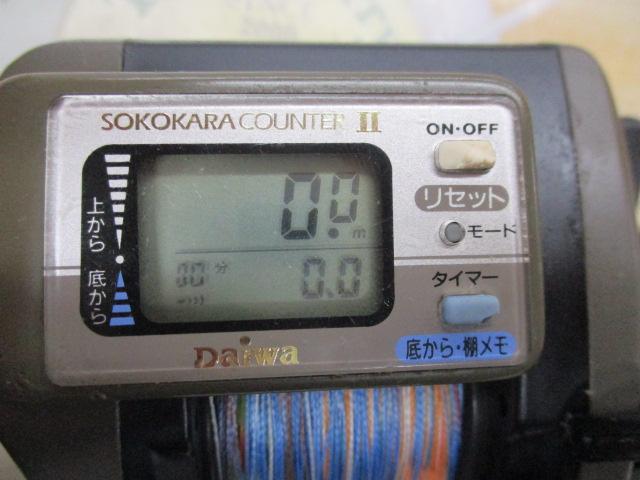 SOKOKARA COUNTER II
ON・OFF
リセット
モード
タイマー
底から・棚メモ
上から
底から
0.0 m
00 分 0.0
Daiwa